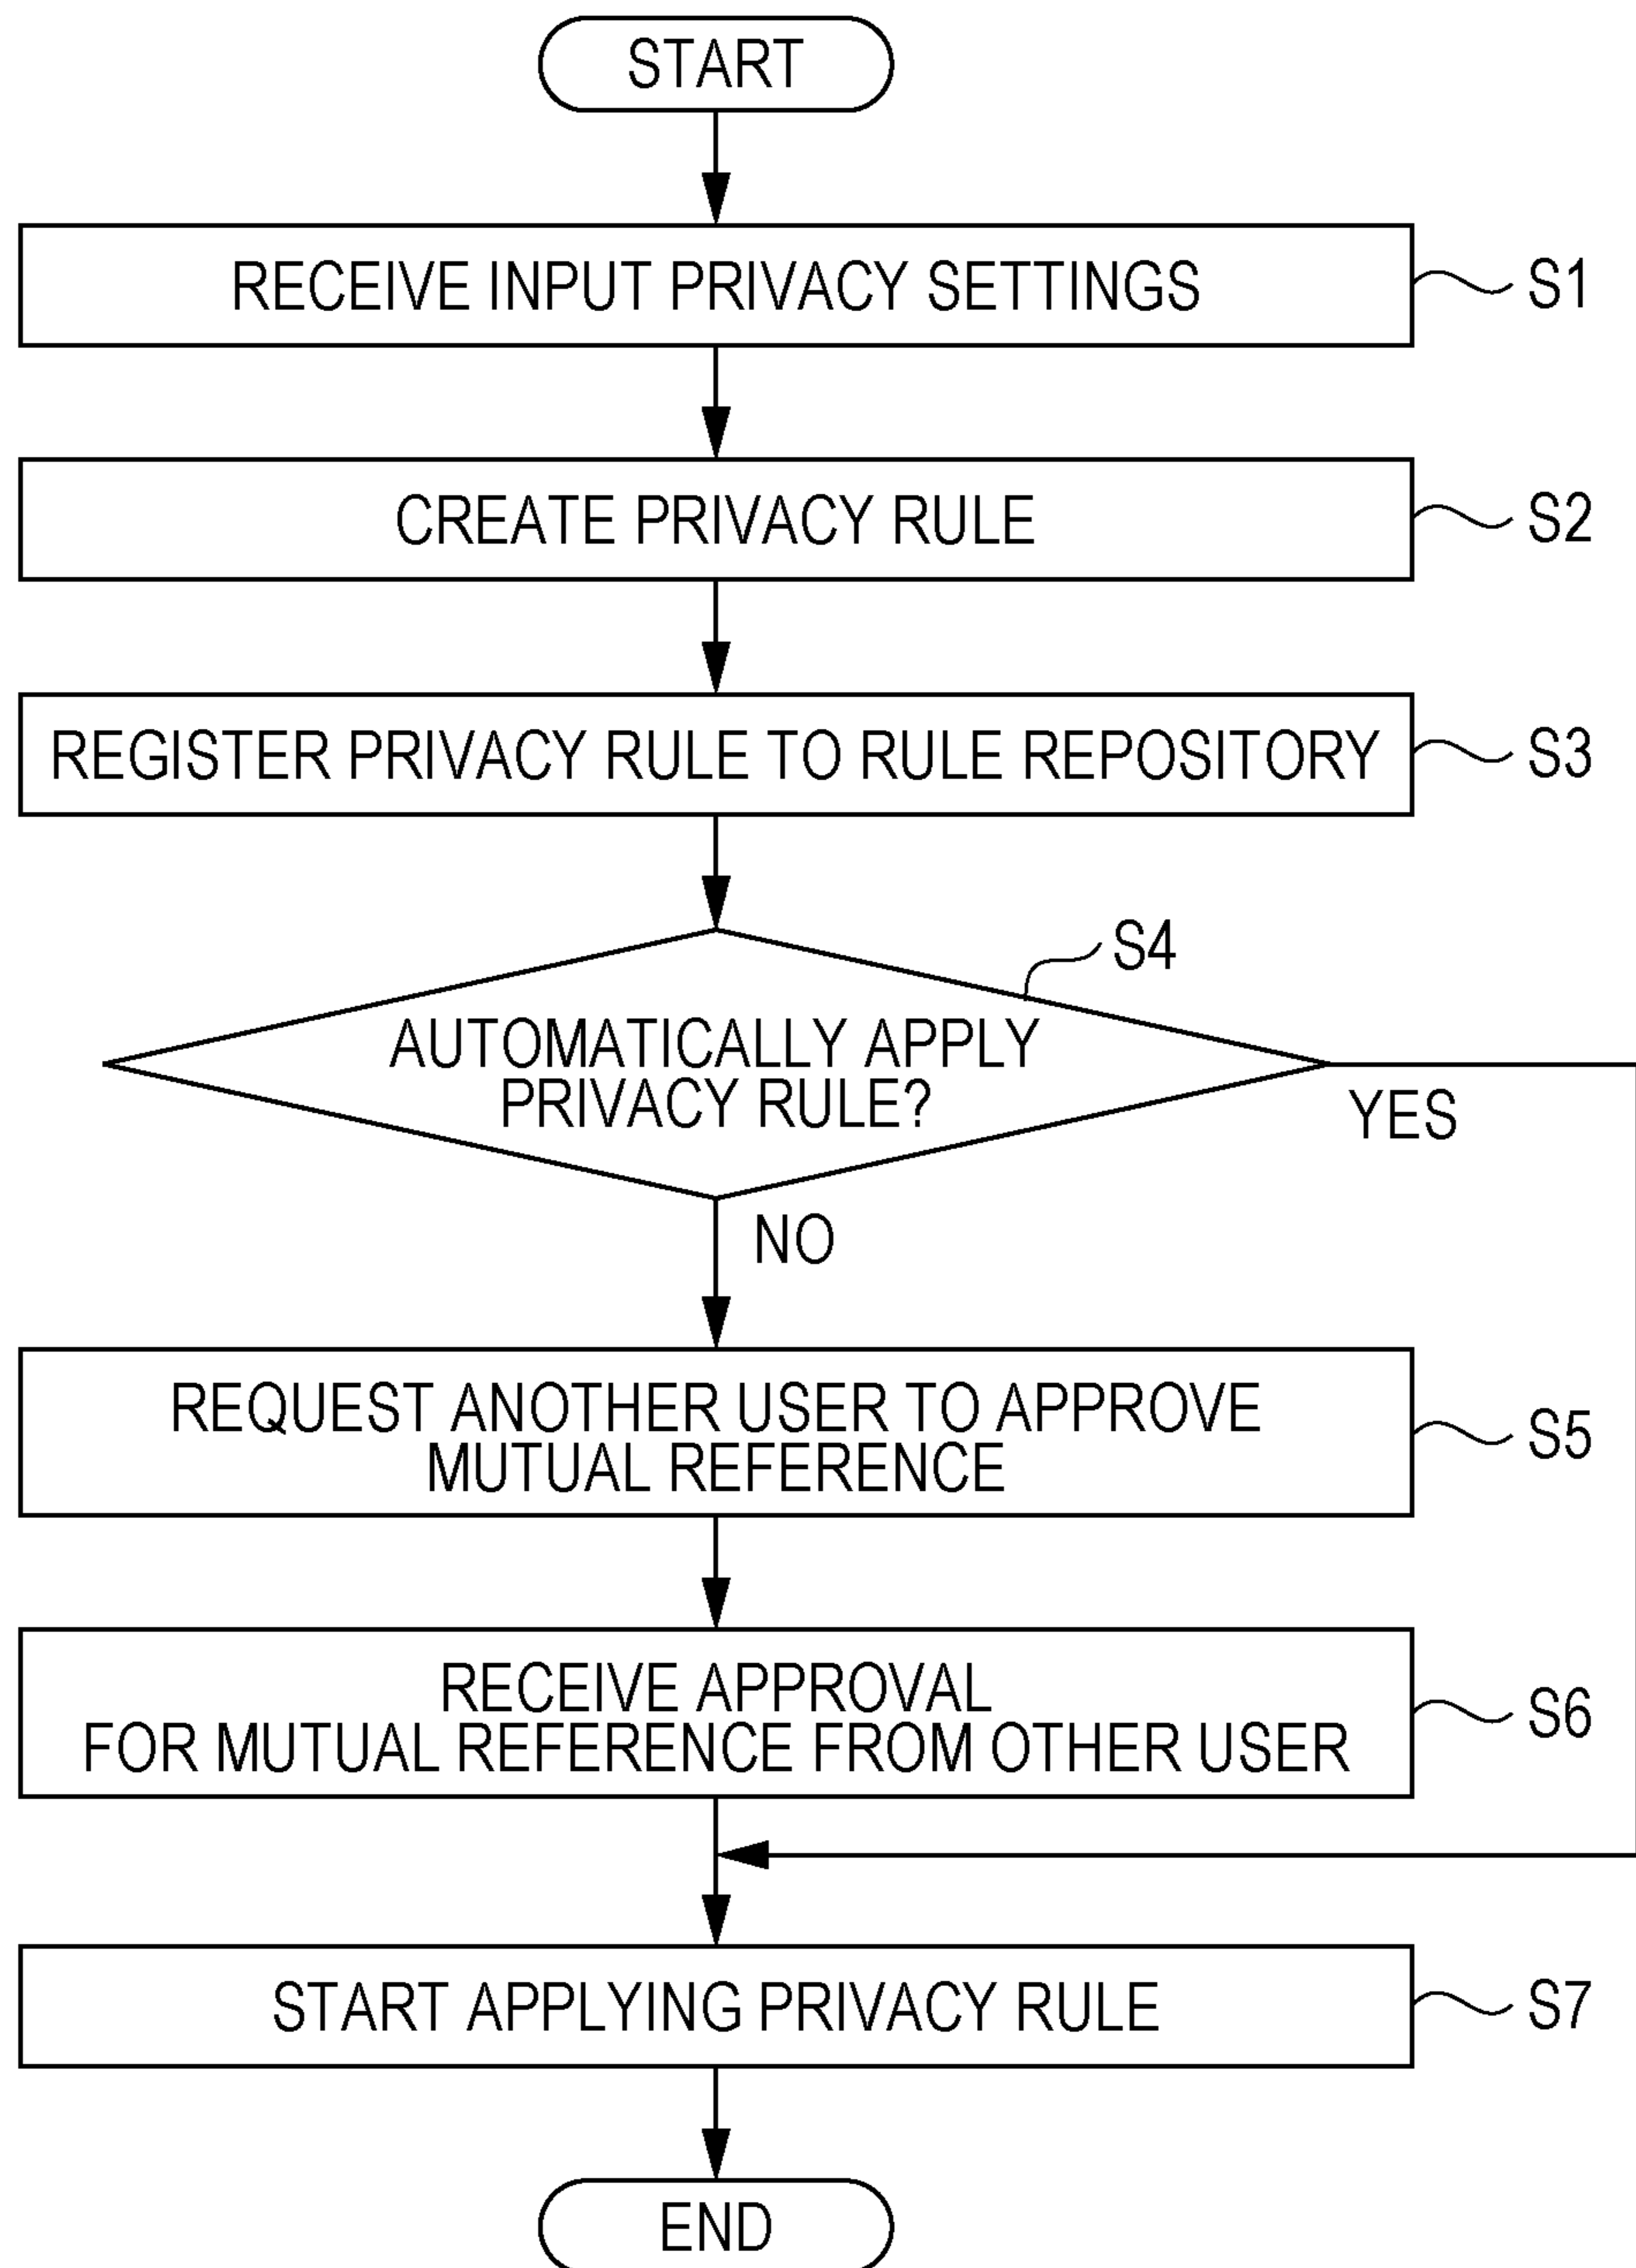 START
RECEIVE INPUT PRIVACY SETTINGS
S1
CREATE PRIVACY RULE
S2
REGISTER PRIVACY RULE TO RULE REPOSITORY
S3
S4
AUTOMATICALLY APPLY
PRIVACY RULE?
YES
NO
REQUEST ANOTHER USER TO APPROVE
MUTUAL REFERENCE
S5
RECEIVE APPROVAL
FOR MUTUAL REFERENCE FROM OTHER USER
S6
START APPLYING PRIVACY RULE
S7
END